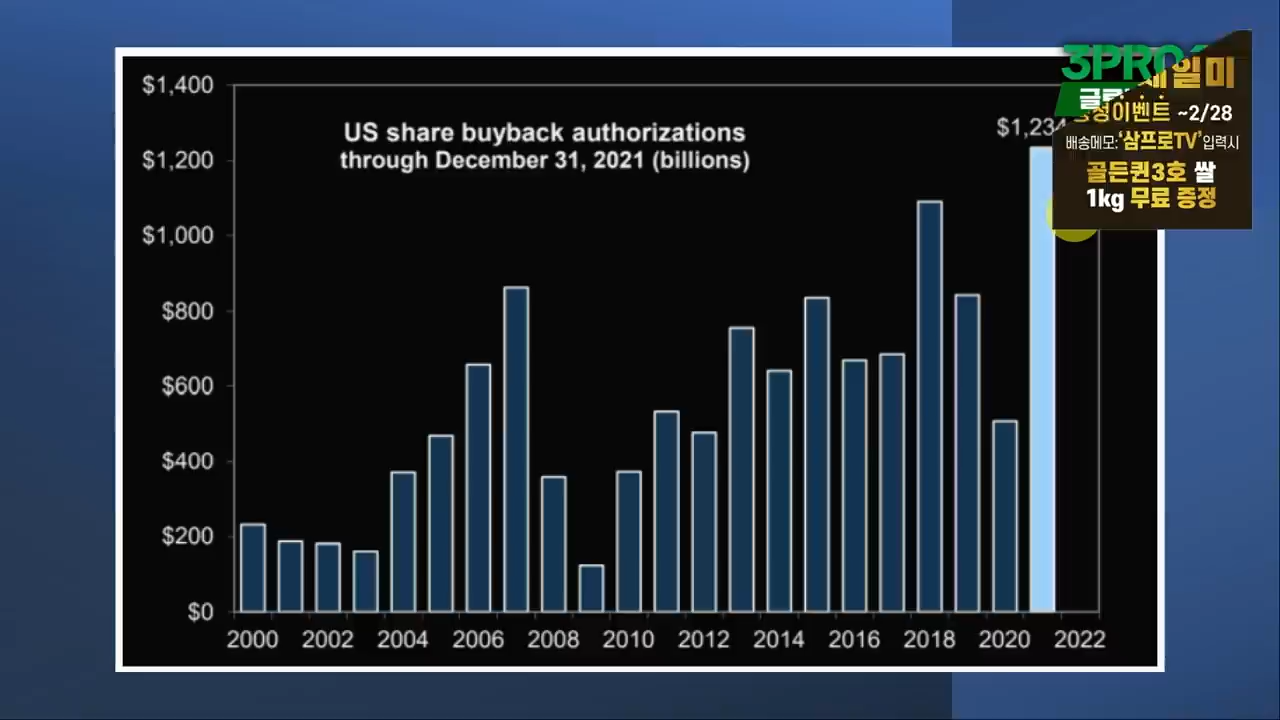 US share buyback authorizations
through December 31, 2021 (billions)
$1,400
$1,200
$1,000
$800
$600
$400
$200
$0
2000 2002 2004 2006 2008 2010 2012 2014 2016 2018 2020 2022
$1,234
3PRO
일미
이벤트 ~2/28
배송메모:'삼프로TV'입력시
골든퀸3호 쌀
1kg 무료 증정